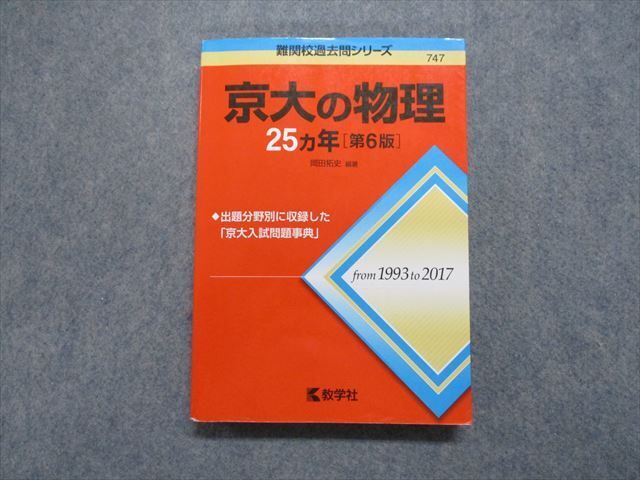 難関校過去問シリーズ
747
京大の物理
25カ年[第6版]
岡田拓史 編著
◆出題分野別に収録した
「京大入試問題事典」
from 1993 to 2017
教学社